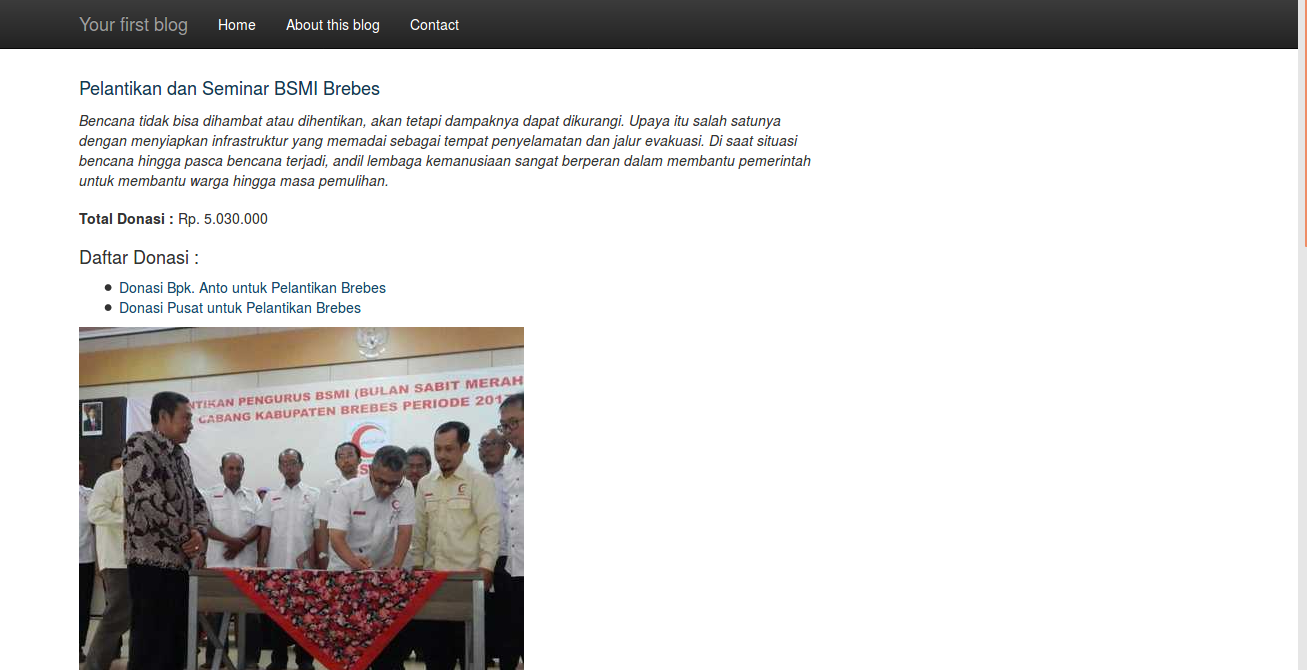 Your first blog Home About this blog Contact
Pelantikan dan Seminar BSMI Brebes
Bencana tidak bisa dihambat atau dihentikan, akan tetapi dampaknya dapat dikurangi. Upaya itu salah satunya
dengan menyiapkan infrastruktur yang memadai sebagai tempat penyelamatan dan jalur evakuasi. Di saat situasi
bencana hingga pasca bencana terjadi, andil lembaga kemanusiaan sangat berperan dalam membantu pemerintah
untuk membantu warga hingga masa pemulihan.
Total Donasi : Rp. 5.030.000
Daftar Donasi :
Donasi Bpk. Anto untuk Pelantikan Brebes
Donasi Pusat untuk Pelantikan Brebes
NTIKAN PENGURUS BSMI (BULAN SABIT MERAH
CABANG KABUPATEN BREBES PERIODE 201